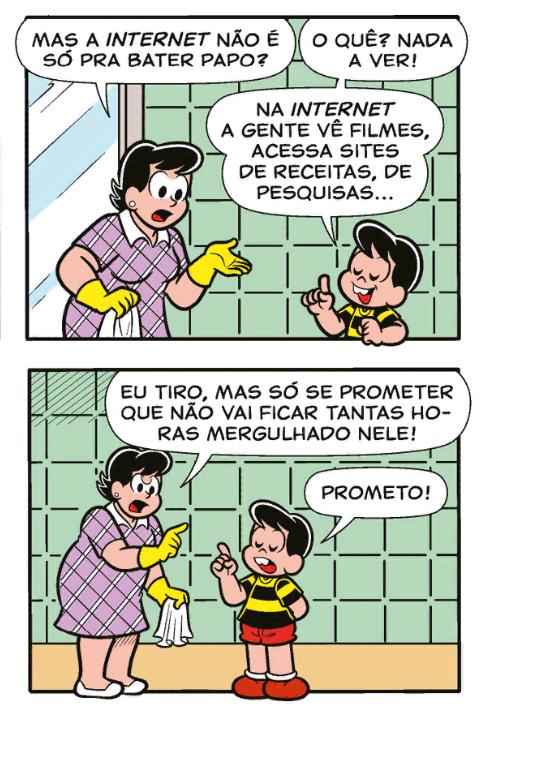 MAS A INTERNET NÃO É
SÓ PRA BATER PAPO?
O QUÊ? NADA
A VER!
NA INTERNET
A GENTE VÊ FILMES,
ACESSA SITES
DE RECEITAS, DE
PESQUISAS...
EU TIRO, MAS SÓ SE PROMETER
QUE NÃO VAI FICAR TANTAS HO-
RAS MERGULHADO NELE!
PROMETO!